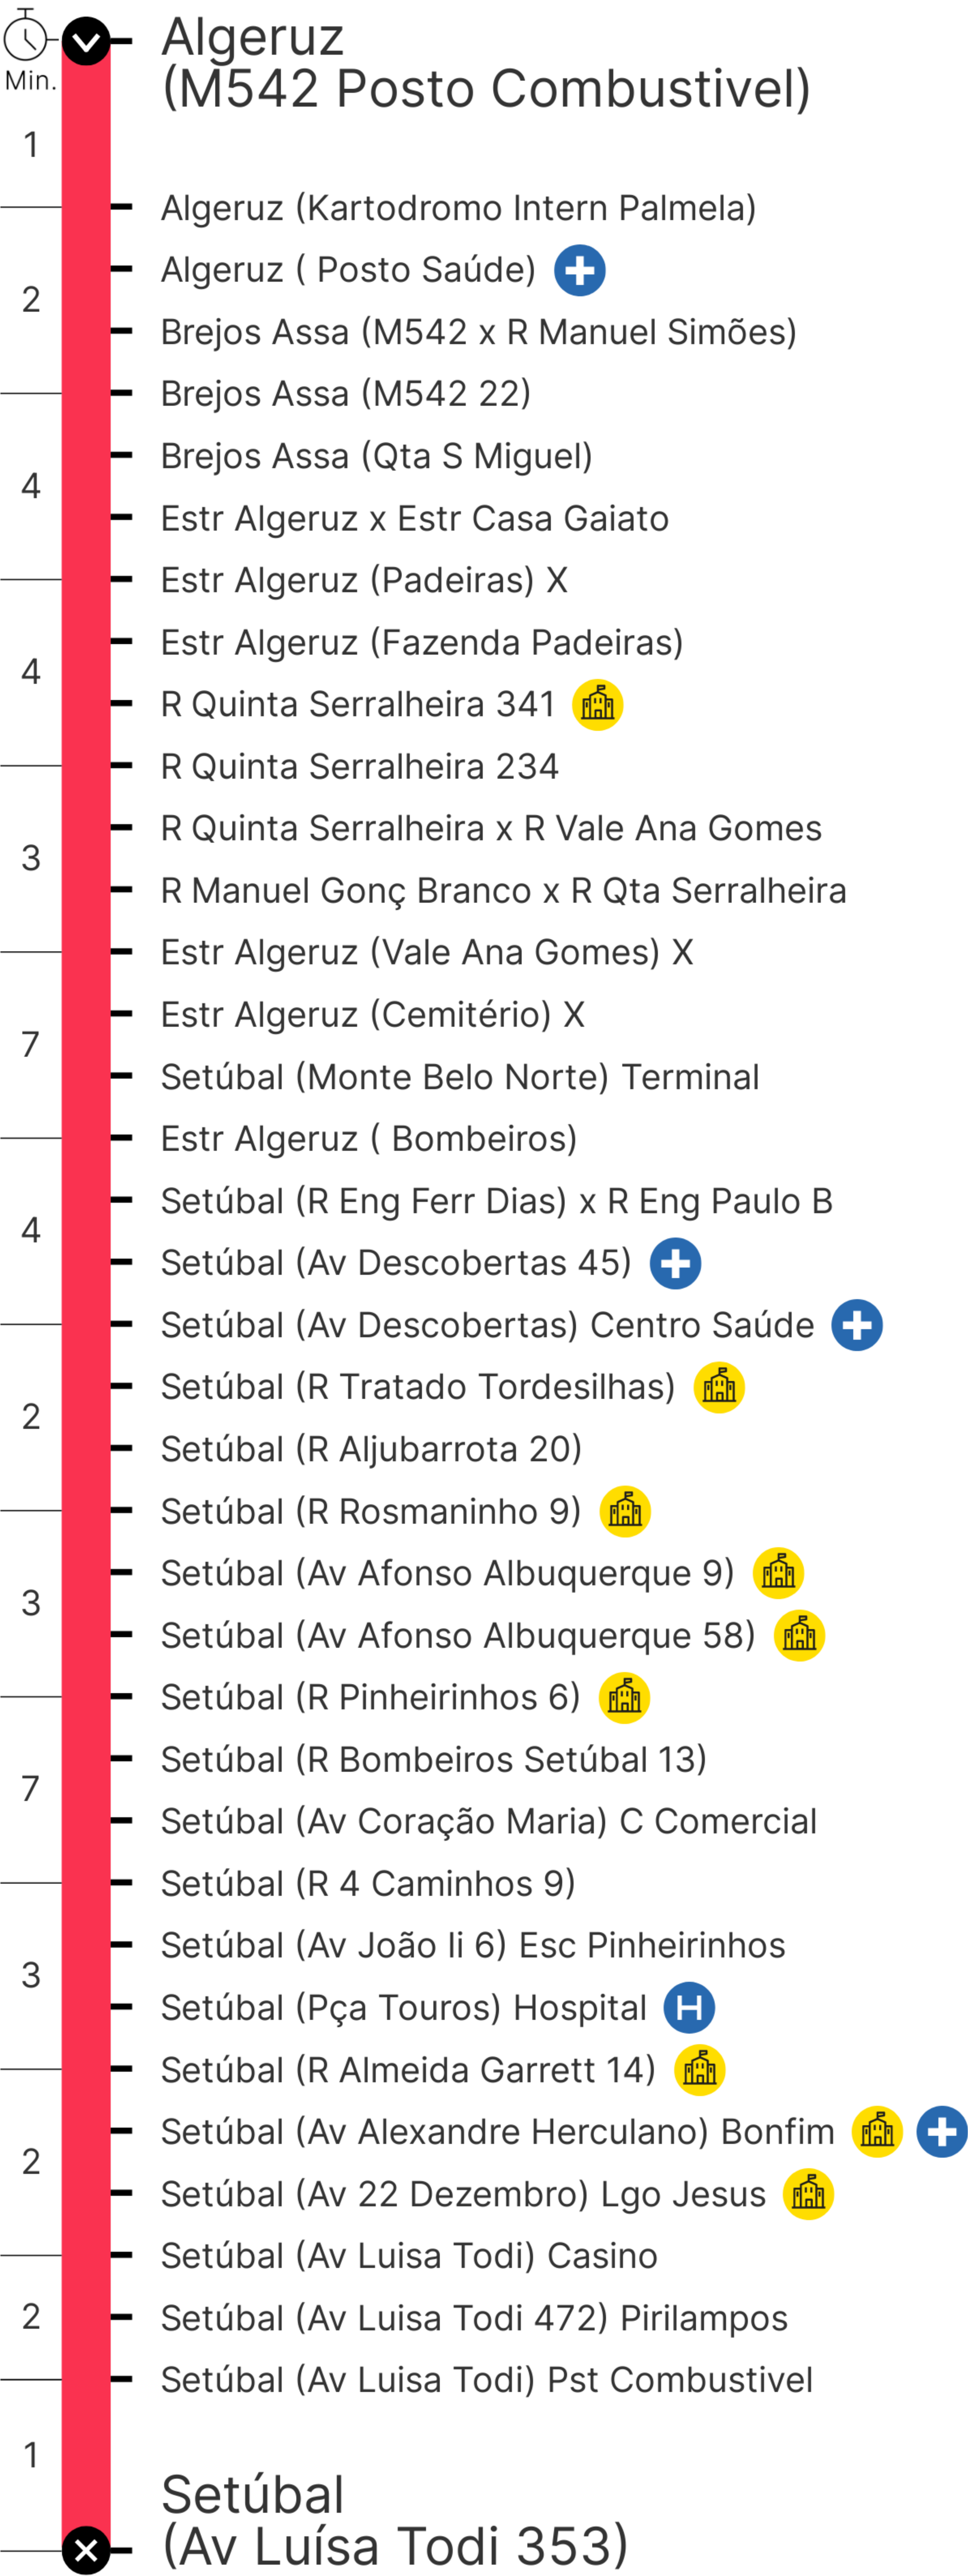 Algeruz
(M542 Posto Combustivel)
Min.
1
Algeruz (Kartodromo Intern Palmela)
Algeruz ( Posto Saúde)
2
Brejos Assa (M542 x R Manuel Simões)
Brejos Assa (M542 22)
Brejos Assa (Qta S Miguel)
4
Estr Algeruz x Estr Casa Gaiato
Estr Algeruz (Padeiras) X
Estr Algeruz (Fazenda Padeiras)
4
R Quinta Serralheira 341
R Quinta Serralheira 234
R Quinta Serralheira x R Vale Ana Gomes
3
R Manuel Gonç Branco x R Qta Serralheira
Estr Algeruz (Vale Ana Gomes) X
Estr Algeruz (Cemitério) X
7
Setúbal (Monte Belo Norte) Terminal
Estr Algeruz ( Bombeiros)
Setúbal (R Eng Ferr Dias) x R Eng Paulo B
4
Setúbal (Av Descobertas 45)
Setúbal (Av Descobertas) Centro Saúde
Setúbal (R Tratado Tordesilhas)
2
Setúbal (R Aljubarrota 20)
Setúbal (R Rosmaninho 9)
Setúbal (Av Afonso Albuquerque 9)
3
Setúbal (Av Afonso Albuquerque 58)
Setúbal (R Pinheirinhos 6)
Setúbal (R Bombeiros Setúbal 13)
7
Setúbal (Av Coração Maria) C Comercial
Setúbal (R 4 Caminhos 9)
Setúbal (Av João Ii 6) Esc Pinheirinhos
3
Setúbal (Pça Touros) Hospital H
Setúbal (R Almeida Garrett 14)
Setúbal (Av Alexandre Herculano) Bonfim
2
Setúbal (Av 22 Dezembro) Lgo Jesus
Setúbal (Av Luisa Todi) Casino
2
Setúbal (Av Luisa Todi 472) Pirilampos
Setúbal (Av Luisa Todi) Pst Combustivel
1
Setúbal
(Av Luísa Todi 353)